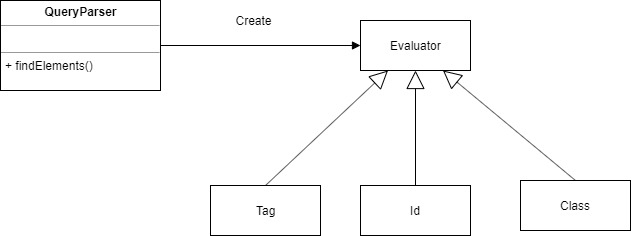 QueryParser
Create
Evaluator
+ findElements()
Tag
Id
Class